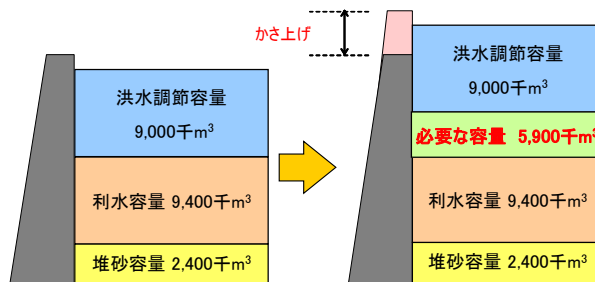 洪水調節容量
9,000千m³
利水容量 9,400千m³
堆砂容量 2,400千m³
かさ上げ
洪水調節容量
9,000千m³
必要な容量 5,900千m³
利水容量 9,400千m³
堆砂容量 2,400千m³